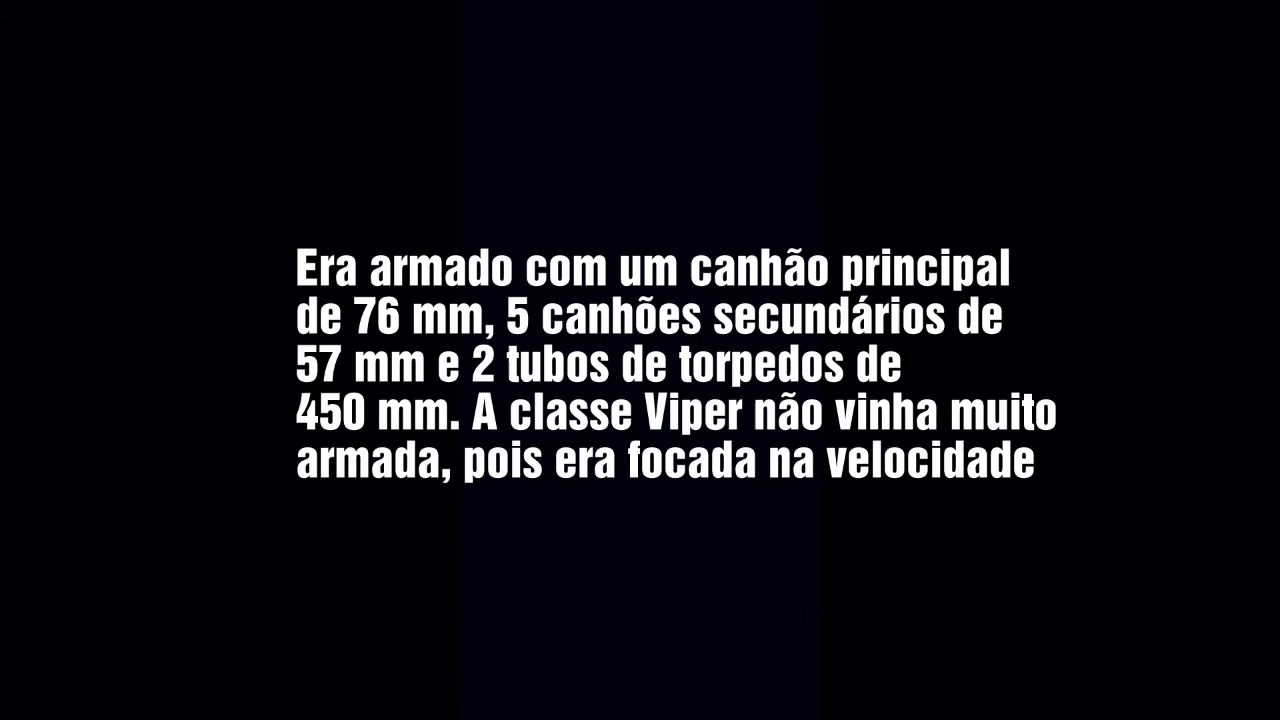 Era armado com um canhão principal
de 76 mm, 5 canhões secundários de
57 mm e 2 tubos de torpedos de
450 mm. A classe Viper não vinha muito
armada, pois era focada na velocidade